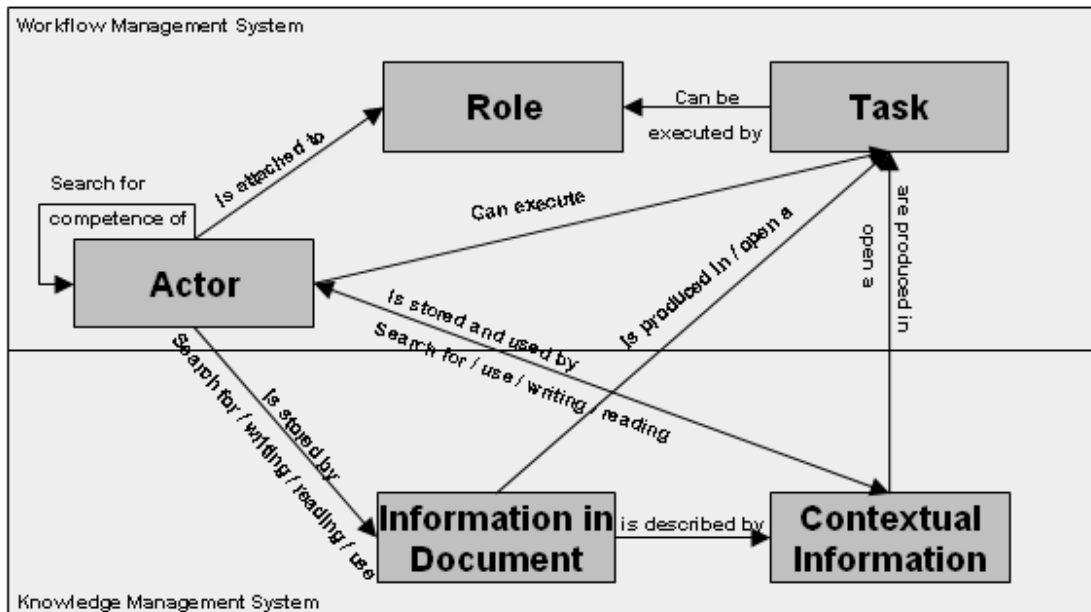 Workflow Management System
Role
Can be
executed by
Task
Is attached to
Search for
competence of
Can execute
Actor
Is produced in / open a
are produced in
open a
Is stored and used by
Search for / use / writing / reading
Is stored by
Search for / writing / reading / use
Information in
Document
is described by
Contextual
Information
Knowledge Management System